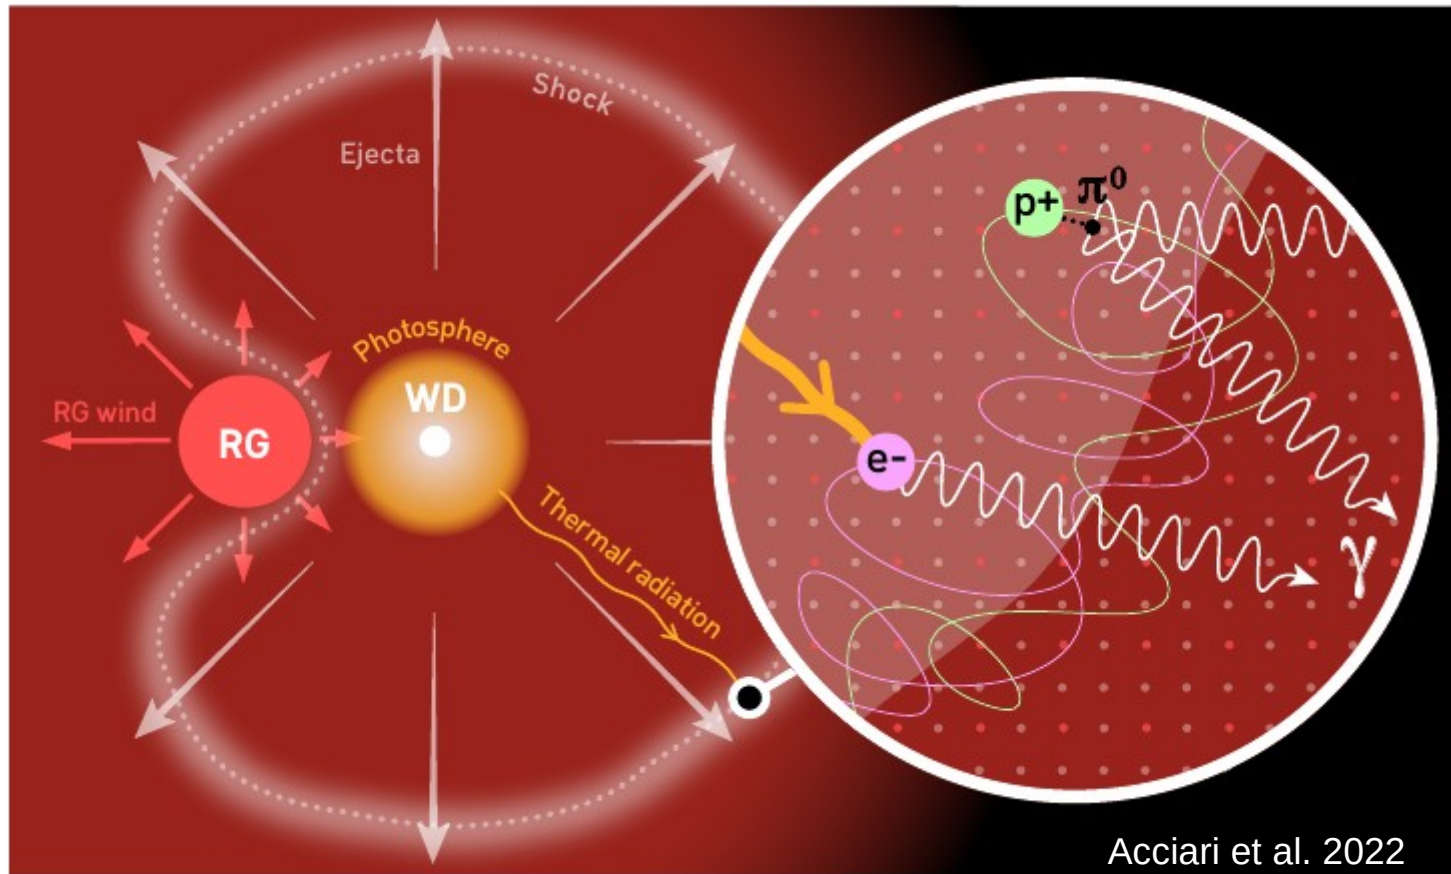 Shock
Ejecta
Photosphere
WD
RG wind
RG
Thermal radiation
p+
π⁰
e-
γ
Acciari et al. 2022